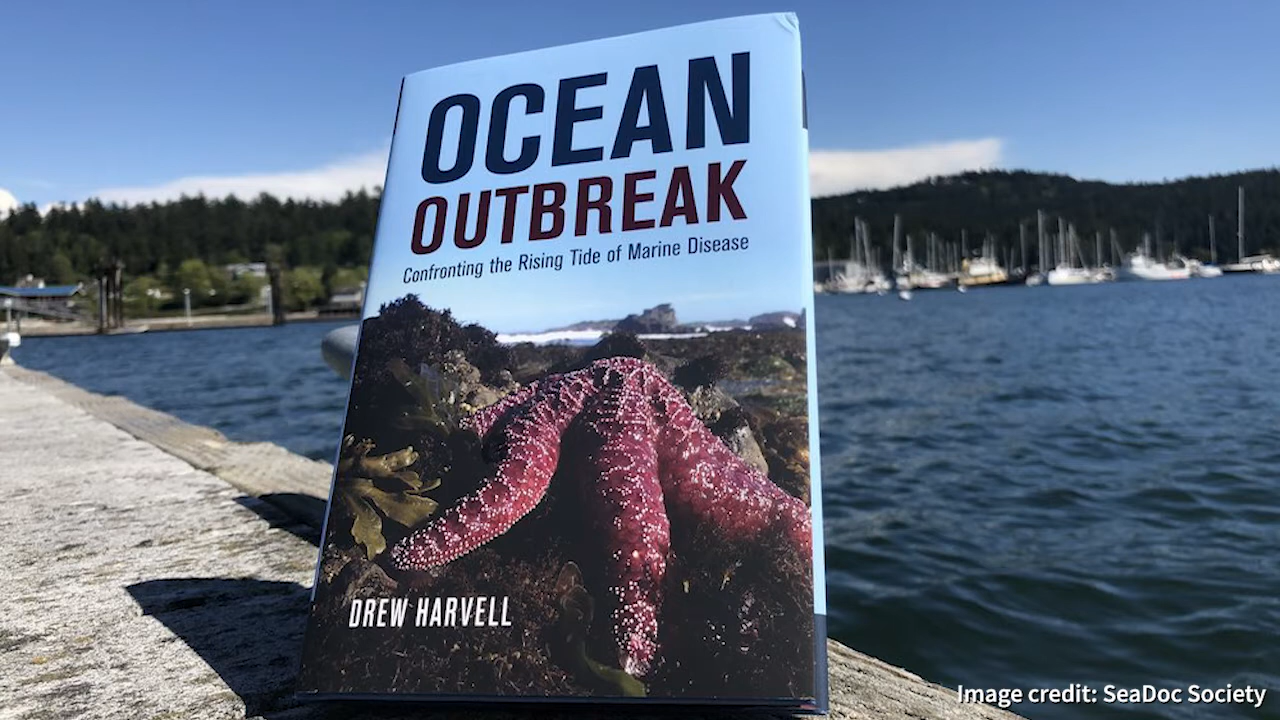 OCEAN
OUTBREAK
Confronting the Rising Tide of Marine Disease
DREW HARVELL
Image credit: SeaDoc Society